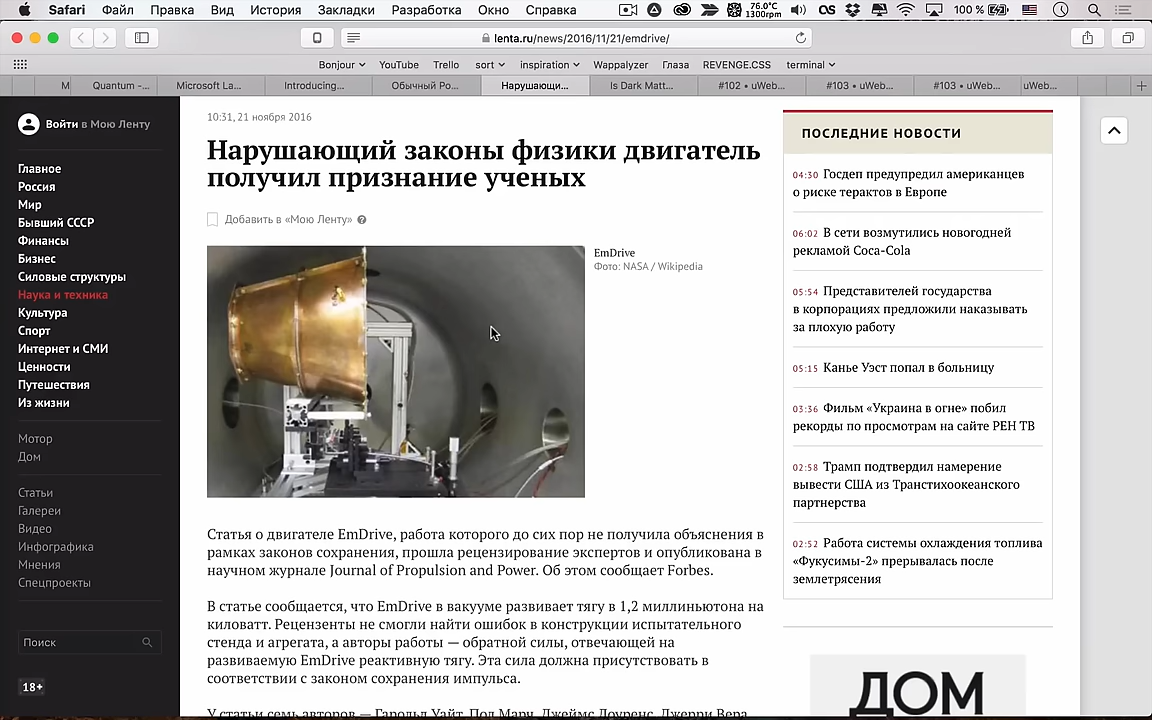 Safari Файл Правка Вид История Закладки Разработка Окно Справка
76.0°C
1300rpm
100 %
lenta.ru/news/2016/11/21/emdrive/
Bonjour YouTube Trello sort inspiration Wappalyzer Глаза REVENGE.CSS terminal
M Quantum -... Microsoft La... Introducing... Обычный Po... Нарушающи... Is Dark Matt... #102 — uWeb... #103 — uWeb... #103 — uWeb... uWeb...
Войти в Мою Ленту
Главное
Россия
Мир
Бывший СССР
Финансы
Бизнес
Силовые структуры
Наука и техника
Культура
Спорт
Интернет и СМИ
Ценности
Путешествия
Из жизни
Мотор
Дом
Статьи
Галереи
Видео
Инфографика
Мнения
Спецпроекты
Поиск
18+
10:31, 21 ноября 2016
Нарушающий законы физики двигатель
получил признание ученых
Добавить в «Мою Ленту»
EmDrive
Фото: NASA / Wikipedia
Статья о двигателе EmDrive, работа которого до сих пор не получила объяснения в
рамках законов сохранения, прошла рецензирование экспертов и опубликована в
научном журнале Journal of Propulsion and Power. Об этом сообщает Forbes.
В статье сообщается, что EmDrive в вакууме развивает тягу в 1,2 миллиньютона на
киловатт. Рецензенты не смогли найти ошибок в конструкции испытательного
стенда и агрегата, а авторы работы — обратной силы, отвечающей на
развиваемую EmDrive реактивную тягу. Эта сила должна присутствовать в
соответствии с законом сохранения импульса.
У статьи семь авторов — Гарольд Уайт, Пол Марч, Джеймс Лоуренс, Джерри Вера,
ПОСЛЕДНИЕ НОВОСТИ
04:30 Госдеп предупредил американцев
о риске терактов в Европе
06:02 В сети возмутились новогодней
рекламой Coca-Cola
05:54 Представителей государства
в корпорациях предложили наказывать
за плохую работу
05:15 Канье Уэст попал в больницу
03:36 Фильм «Украина в огне» побил
рекорды по просмотрам на сайте РЕН ТВ
02:58 Трамп подтвердил намерение
вывести США из Транстихоокеанского
партнерства
02:52 Работа системы охлаждения топлива
«Фукусимы-2» прерывалась после
землетрясения
ДОМ